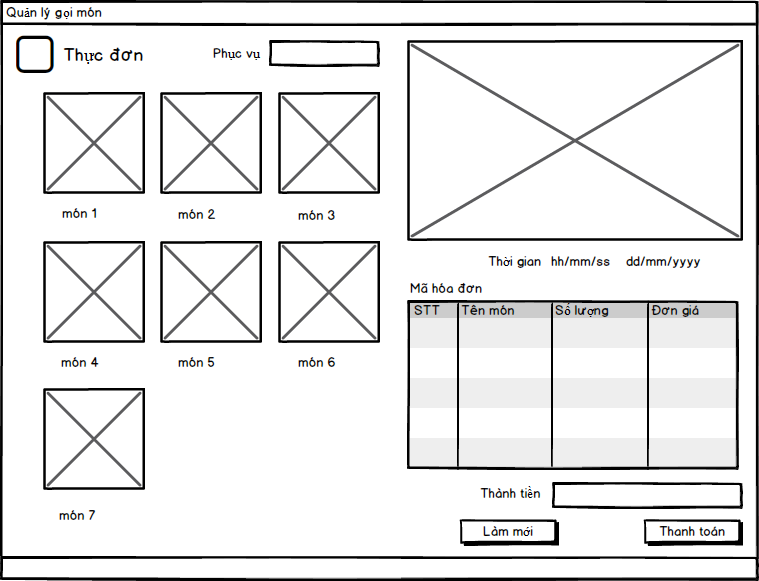 Quản lý gọi món
Thực đơn
Phục vụ
món 1
món 2
món 3
món 4
món 5
món 6
món 7
Thời gian hh/mm/ss dd/mm/yyyy
Mã hóa đơn
STT Tên món Số lượng Đơn giá
Thành tiền
Làm mới
Thanh toán